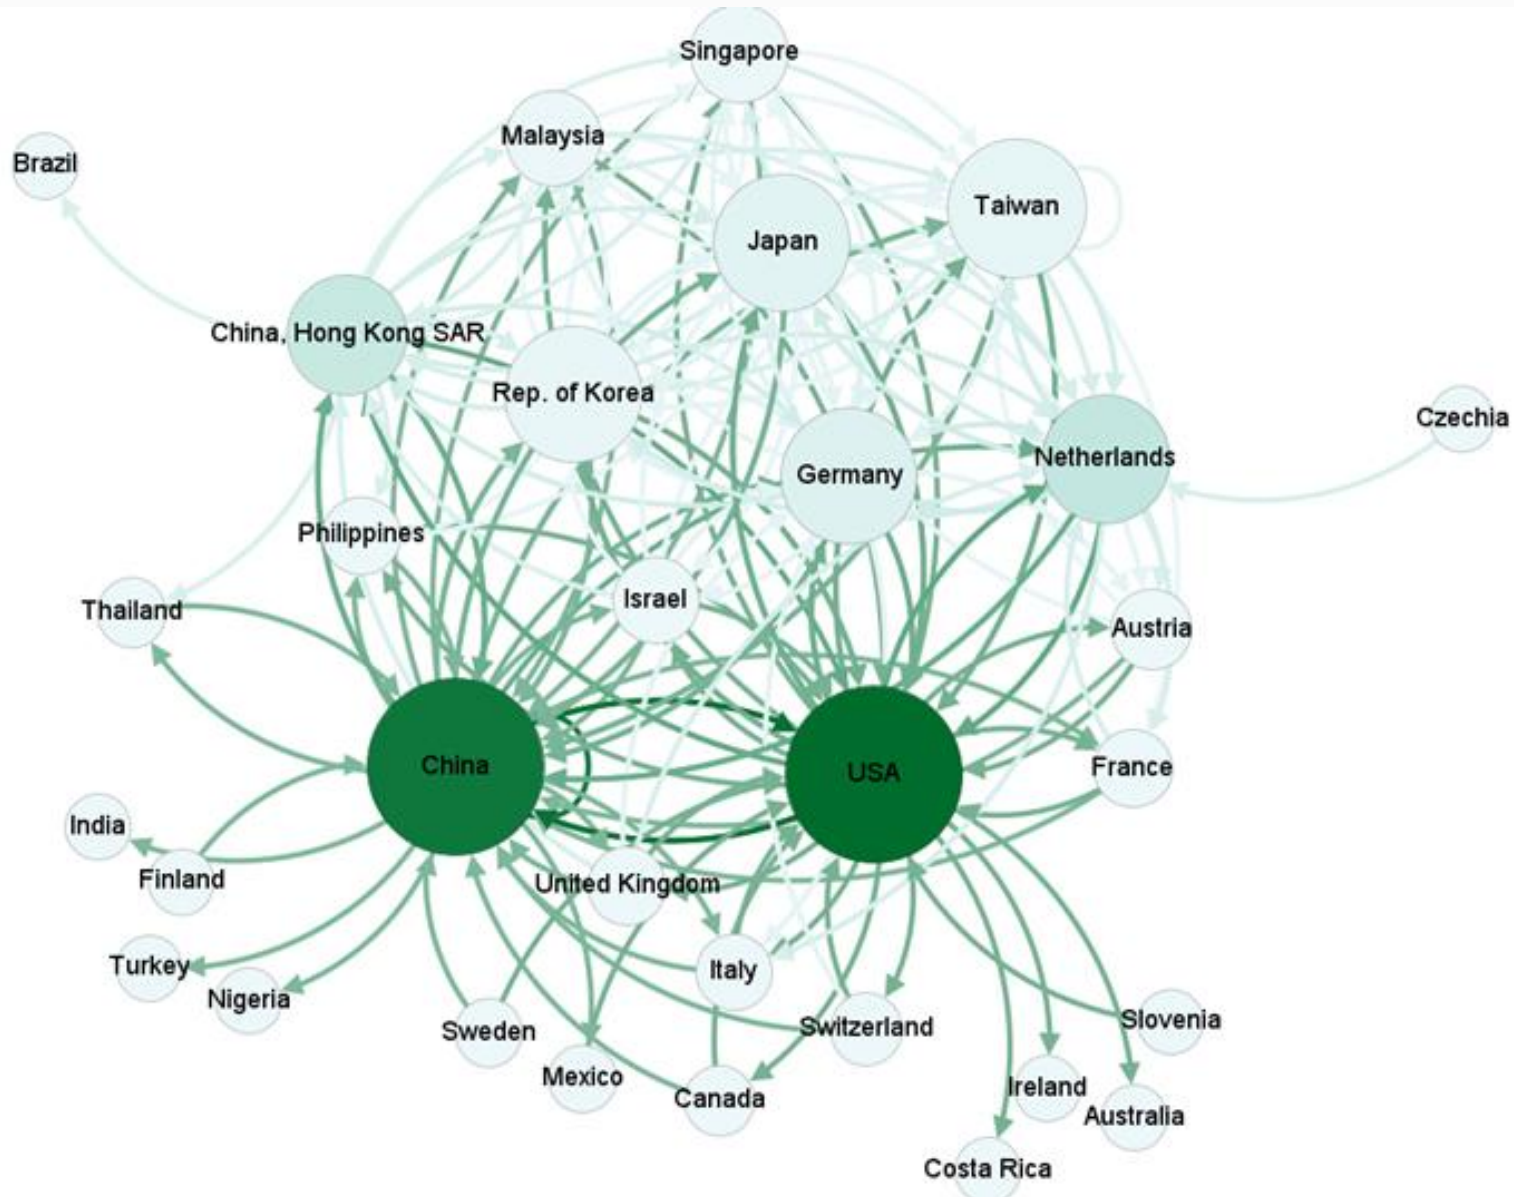 Singapore
Malaysia
Brazil
Taiwan
Japan
China, Hong Kong SAR
Rep. of Korea
Czechia
Netherlands
Germany
Philippines
Israel
Thailand
Austria
China
USA
France
India
Finland
United Kingdom
Turkey
Italy
Nigeria
Slovenia
Switzerland
Sweden
Mexico
Ireland
Canada
Australia
Costa Rica